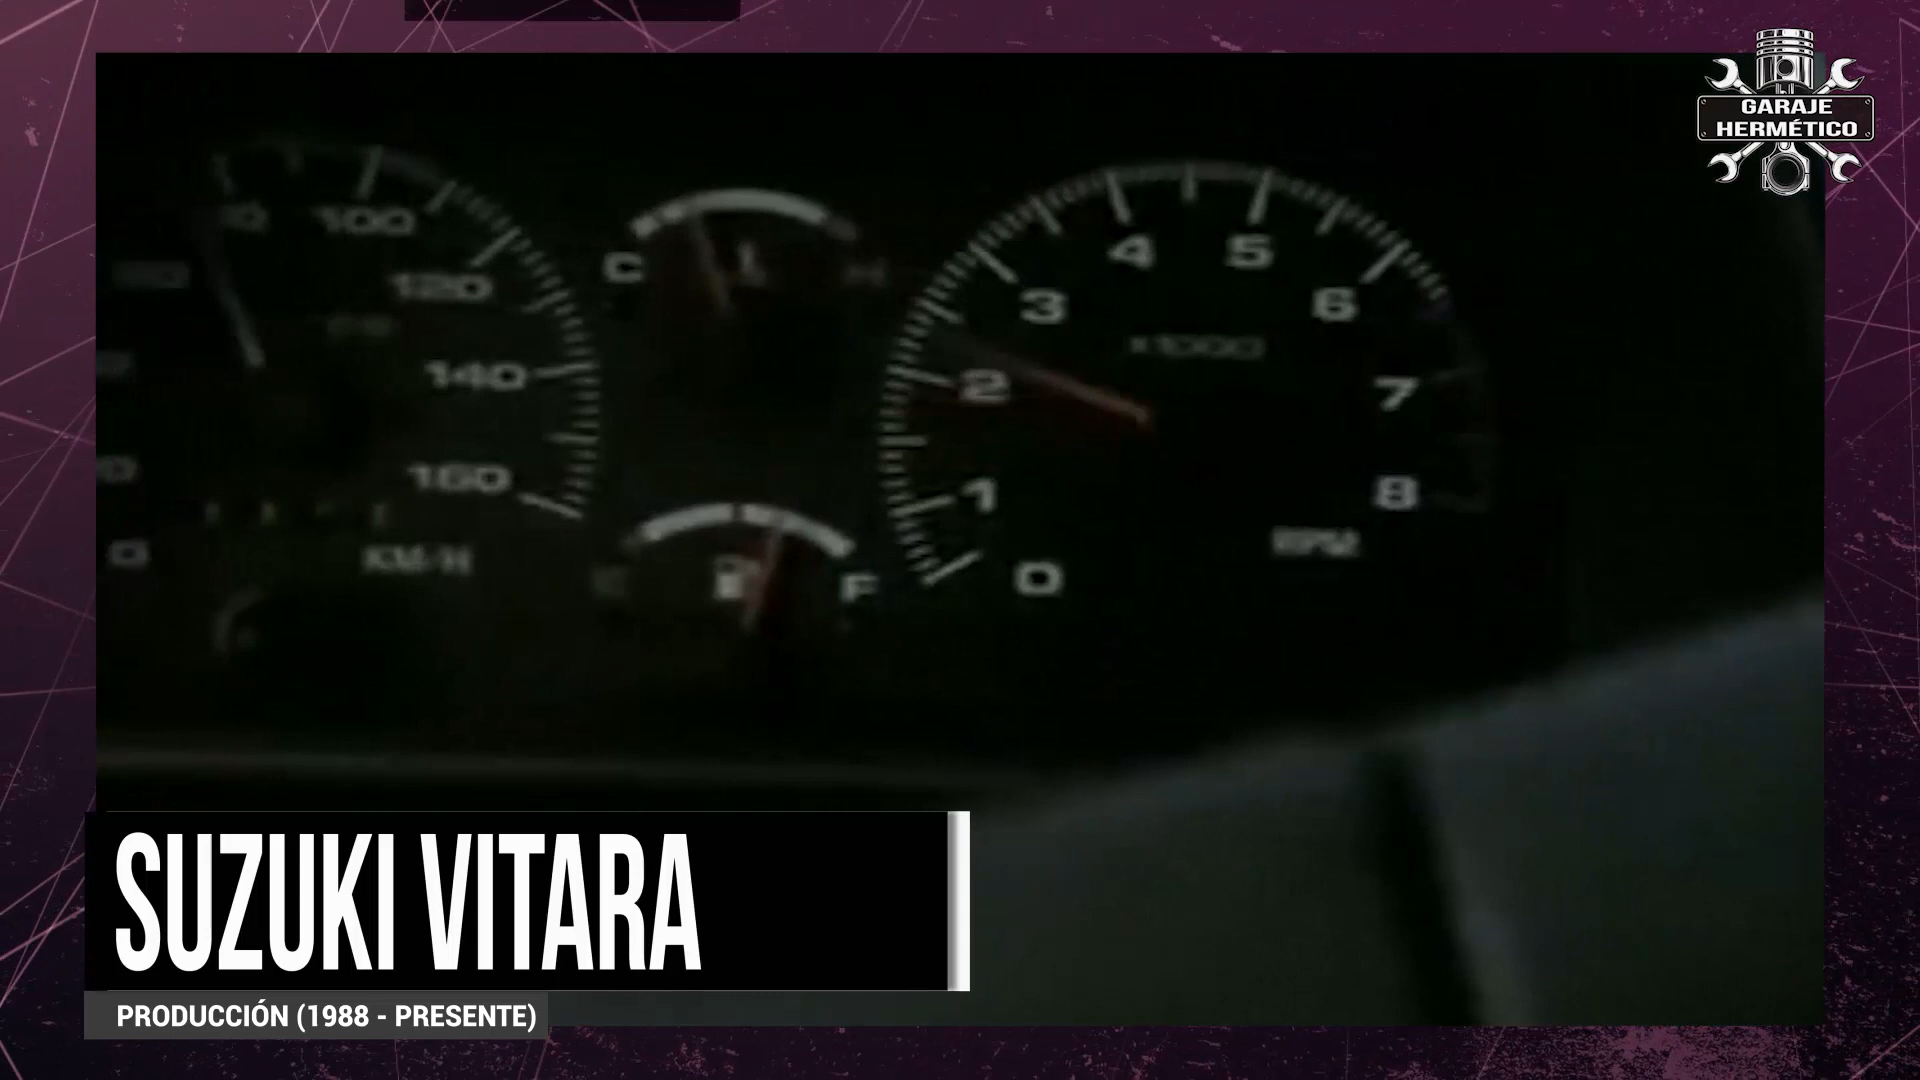 GARAJE
HERMÉTICO
100
120
140
160
KM/H
C
H
E
F
0
1
2
3
4
5
6
7
8
x1000
RPM
SUZUKI VITARA
PRODUCCIÓN (1988 - PRESENTE)